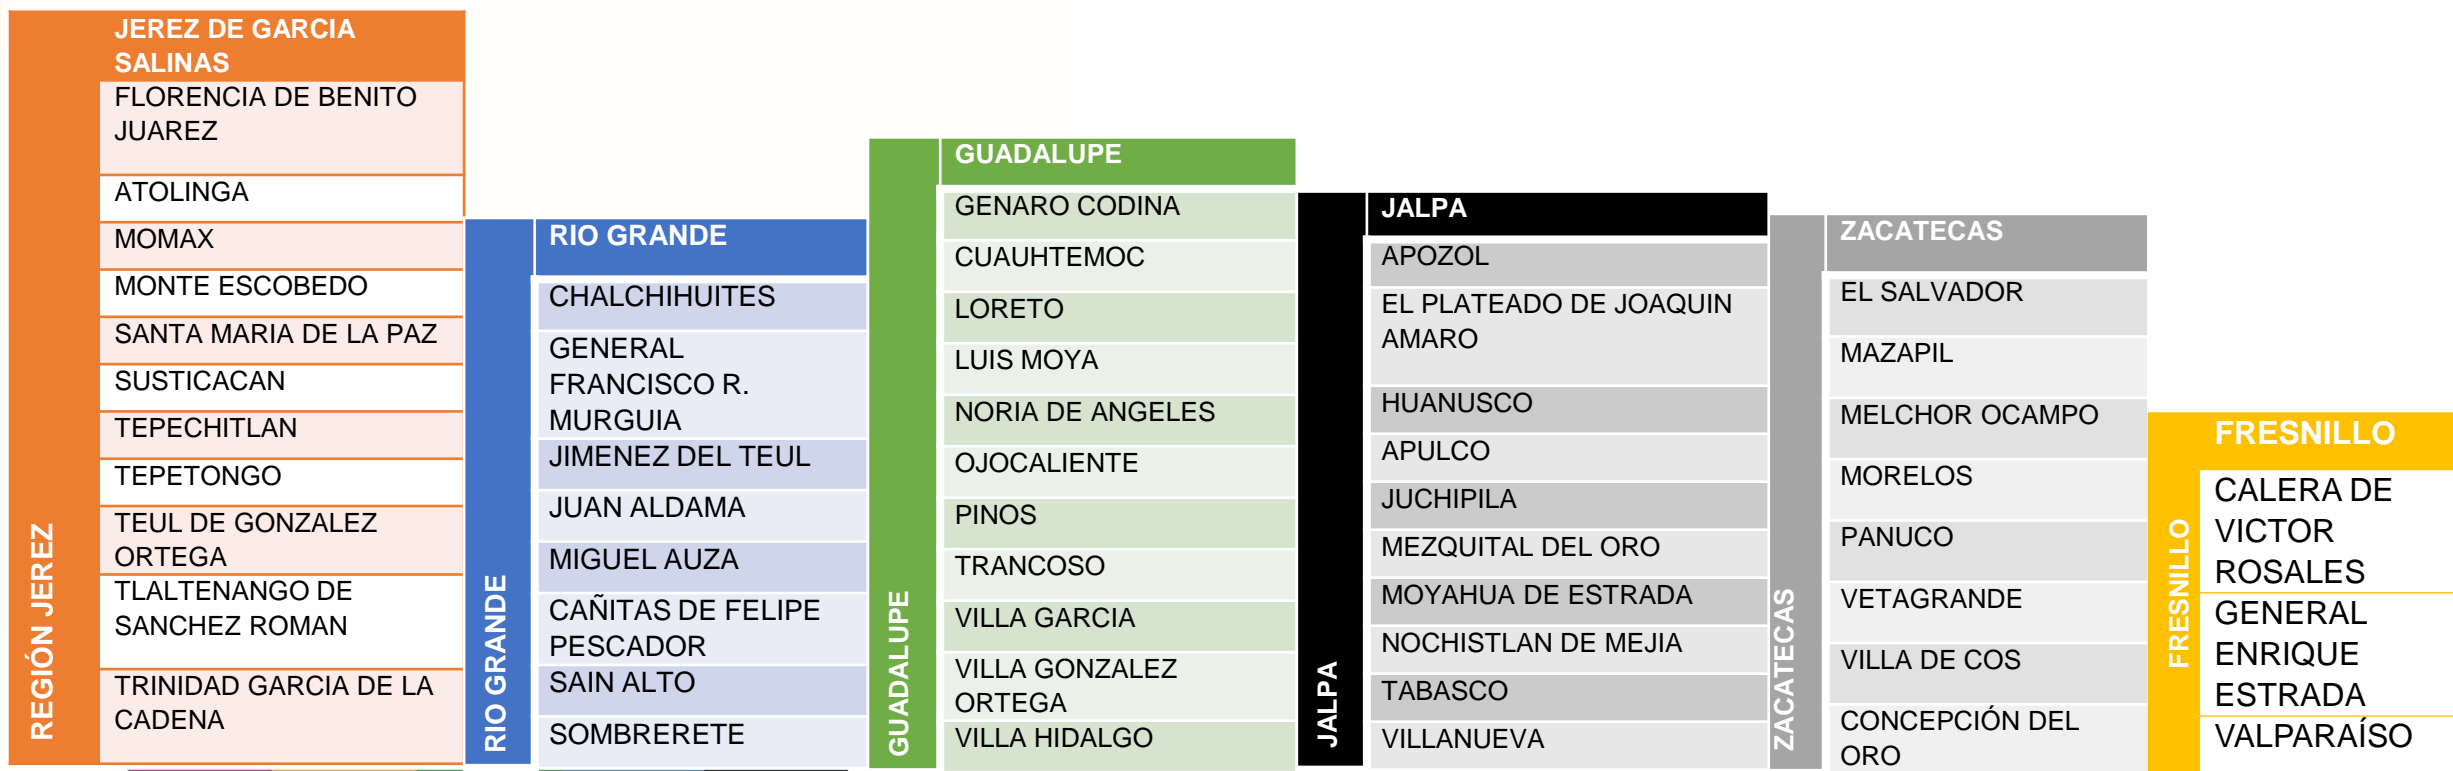 REGIÓN JEREZ
JEREZ DE GARCIA
SALINAS
FLORENCIA DE BENITO
JUAREZ
ATOLINGA
MOMAX
MONTE ESCOBEDO
SANTA MARIA DE LA PAZ
SUSTICACAN
TEPECHITLAN
TEPETONGO
TEUL DE GONZALEZ
ORTEGA
TLALTENANGO DE
SANCHEZ ROMAN
TRINIDAD GARCIA DE LA
CADENA
RIO GRANDE
RIO GRANDE
CHALCHIHUITES
GENERAL
FRANCISCO R.
MURGUIA
JIMENEZ DEL TEUL
JUAN ALDAMA
MIGUEL AUZA
CAÑITAS DE FELIPE
PESCADOR
SAIN ALTO
SOMBRERETE
GUADALUPE
GUADALUPE
GENARO CODINA
CUAUHTEMOC
LORETO
LUIS MOYA
NORIA DE ANGELES
OJOCALIENTE
PINOS
TRANCOSO
VILLA GARCIA
VILLA GONZALEZ
ORTEGA
VILLA HIDALGO
JALPA
JALPA
APOZOL
EL PLATEADO DE JOAQUIN
AMARO
HUANUSCO
APULCO
JUCHIPILA
MEZQUITAL DEL ORO
MOYAHUA DE ESTRADA
NOCHISTLAN DE MEJIA
TABASCO
VILLANUEVA
ZACATECAS
ZACATECAS
EL SALVADOR
MAZAPIL
MELCHOR OCAMPO
MORELOS
PANUCO
VETAGRANDE
VILLA DE COS
CONCEPCIÓN DEL
ORO
FRESNILLO
FRESNILLO
CALERA DE
VICTOR
ROSALES
GENERAL
ENRIQUE
ESTRADA
VALPARAÍSO